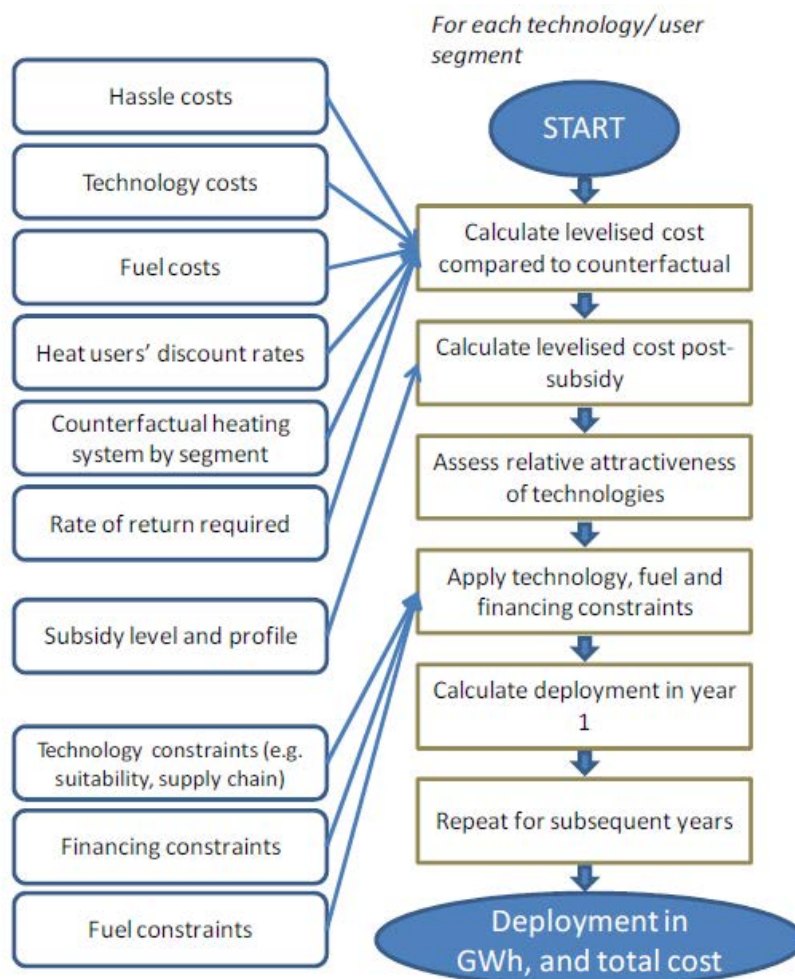 For each technology/ user
segment
START
Hassle costs
Technology costs
Fuel costs
Heat users' discount rates
Counterfactual heating
system by segment
Rate of return required
Subsidy level and profile
Technology constraints (e.g.
suitability, supply chain)
Financing constraints
Fuel constraints
Calculate levelised cost
compared to counterfactual
Calculate levelised cost post-
subsidy
Assess relative attractiveness
of technologies
Apply technology, fuel and
financing constraints
Calculate deployment in year
1
Repeat for subsequent years
Deployment in
GWh, and total cost